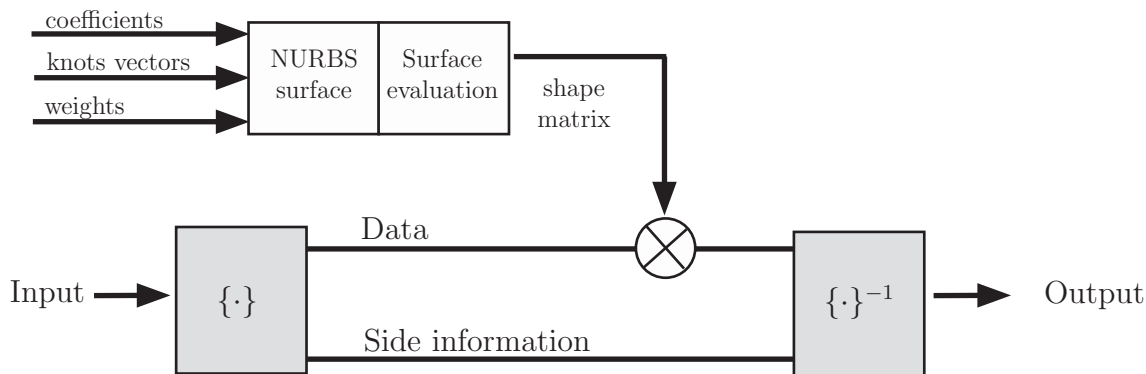 coefficients
knots vectors
weights
NURBS
surface
Surface
evaluation
shape
matrix
Data
Input
{·}
{·}⁻¹
Output
Side information